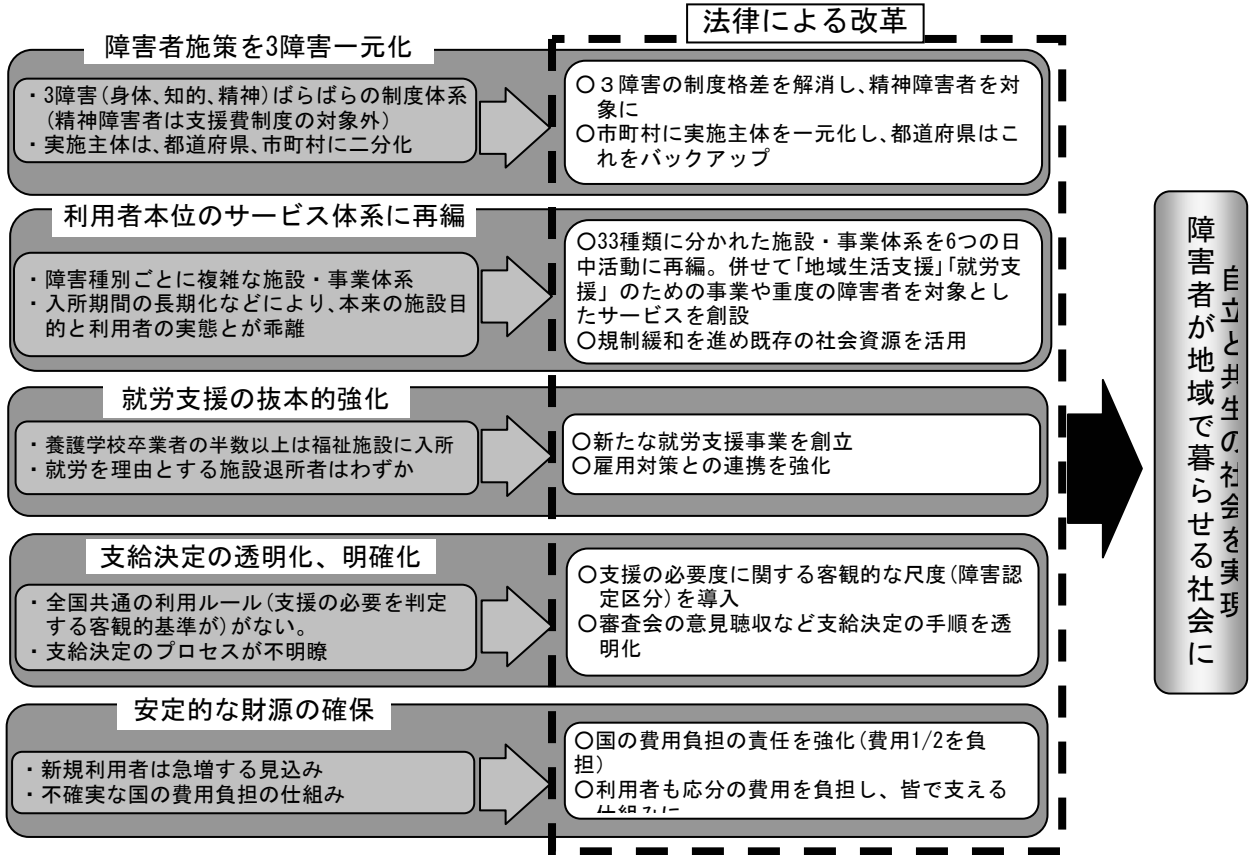 法律による改革
障害者施策を3障害一元化
・3障害(身体、知的、精神)ばらばらの制度体系
(精神障害者は支援費制度の対象外)
・実施主体は、都道府県、市町村に二分化
○３障害の制度格差を解消し、精神障害者を対
象に
○市町村に実施主体を一元化し、都道府県はこ
れをバックアップ
利用者本位のサービス体系に再編
・障害種別ごとに複雑な施設・事業体系
・入所期間の長期化などにより、本来の施設目
的と利用者の実態とが乖離
○33種類に分かれた施設・事業体系を6つの日
中活動に再編。併せて「地域生活支援」「就労支
援」のための事業や重度の障害者を対象とし
たサービスを創設
○規制緩和を進め既存の社会資源を活用
就労支援の抜本的強化
・養護学校卒業者の半数以上は福祉施設に入所
・就労を理由とする施設退所者はわずか
○新たな就労支援事業を創立
○雇用対策との連携を強化
支給決定の透明化、明確化
・全国共通の利用ルール(支援の必要を判定
する客観的基準が)がない。
・支給決定のプロセスが不明瞭
○支援の必要度に関する客観的な尺度(障害認
定区分)を導入
○審査会の意見聴収など支給決定の手順を透
明化
安定的な財源の確保
・新規利用者は急増する見込み
・不確実な国の費用負担の仕組み
○国の費用負担の責任を強化(費用1/2を負
担)
○利用者も応分の費用を負担し、皆で支える
仕組みに
障害者が地域で暮らせる社会に
自立と共生の社会を実現